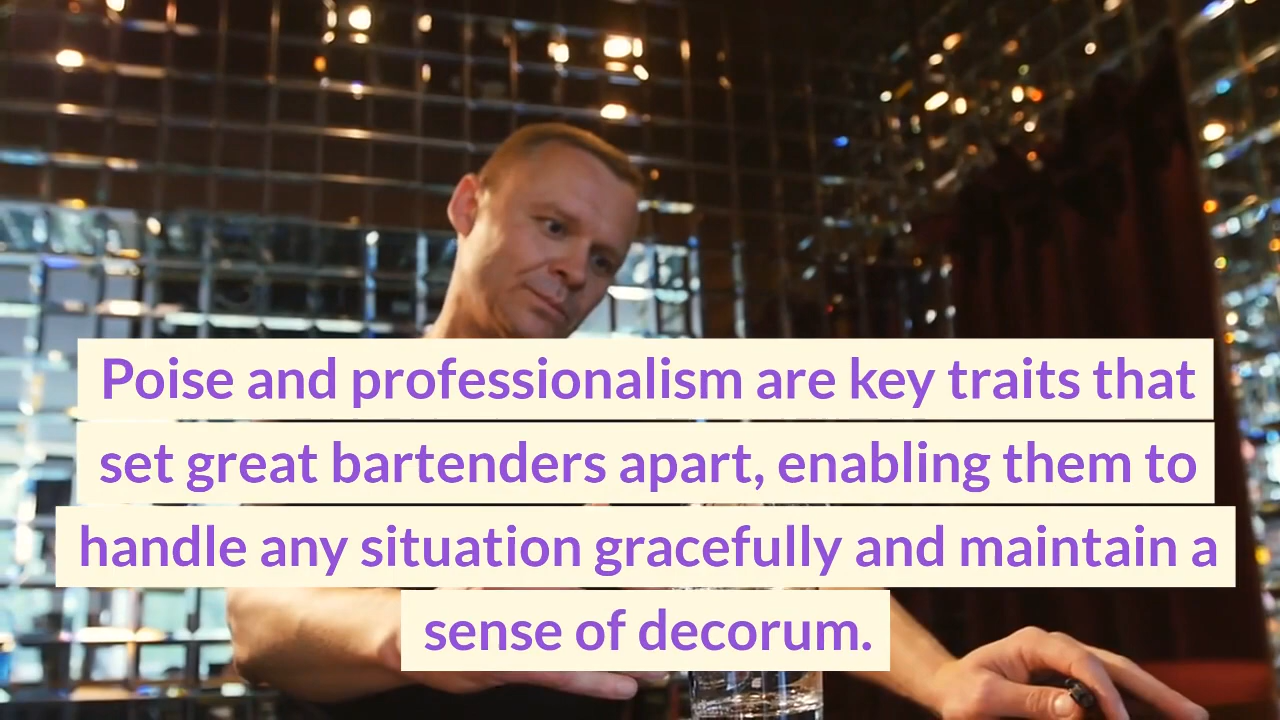 Poise and professionalism are key traits that
set great bartenders apart, enabling them to
handle any situation gracefully and maintain a
sense of decorum.